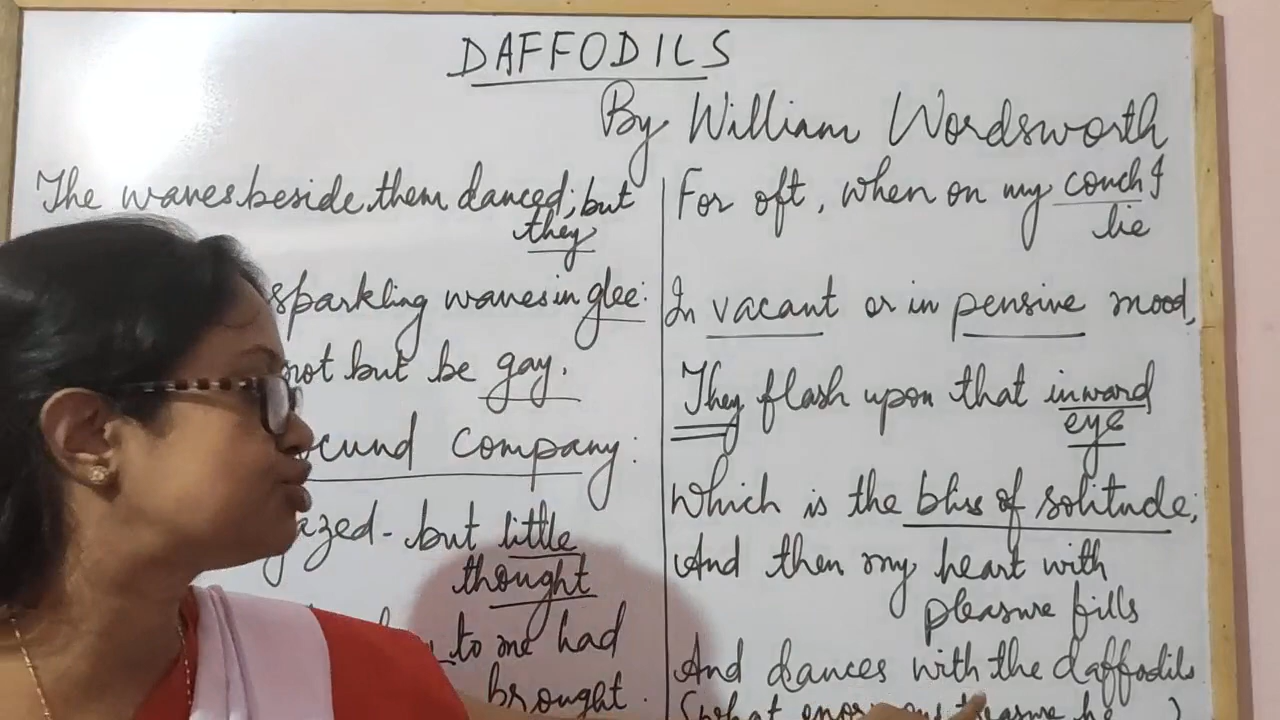 DAFFODILS
By William Wordsworth
The waves beside them danced; but
they
sparkling waves in glee:
not but be gay.
ocund company:
azed - but little
thought
to me had
brought.
For oft, when on my couch I
lie
In vacant or in pensive mood,
They flash upon that inward
eye
Which is the bliss of solitude;
And then my heart with
pleasure fills
And dances with the daffodils.
(what